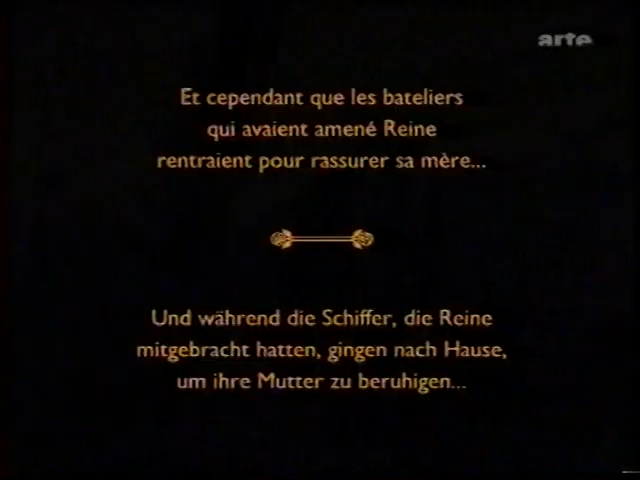 arte
Et cependant que les bateliers
qui avaient amené Reine
rentraient pour rassurer sa mère...
Und während die Schiffer, die Reine
mitgebracht hatten, gingen nach Hause,
um ihre Mutter zu beruhigen...